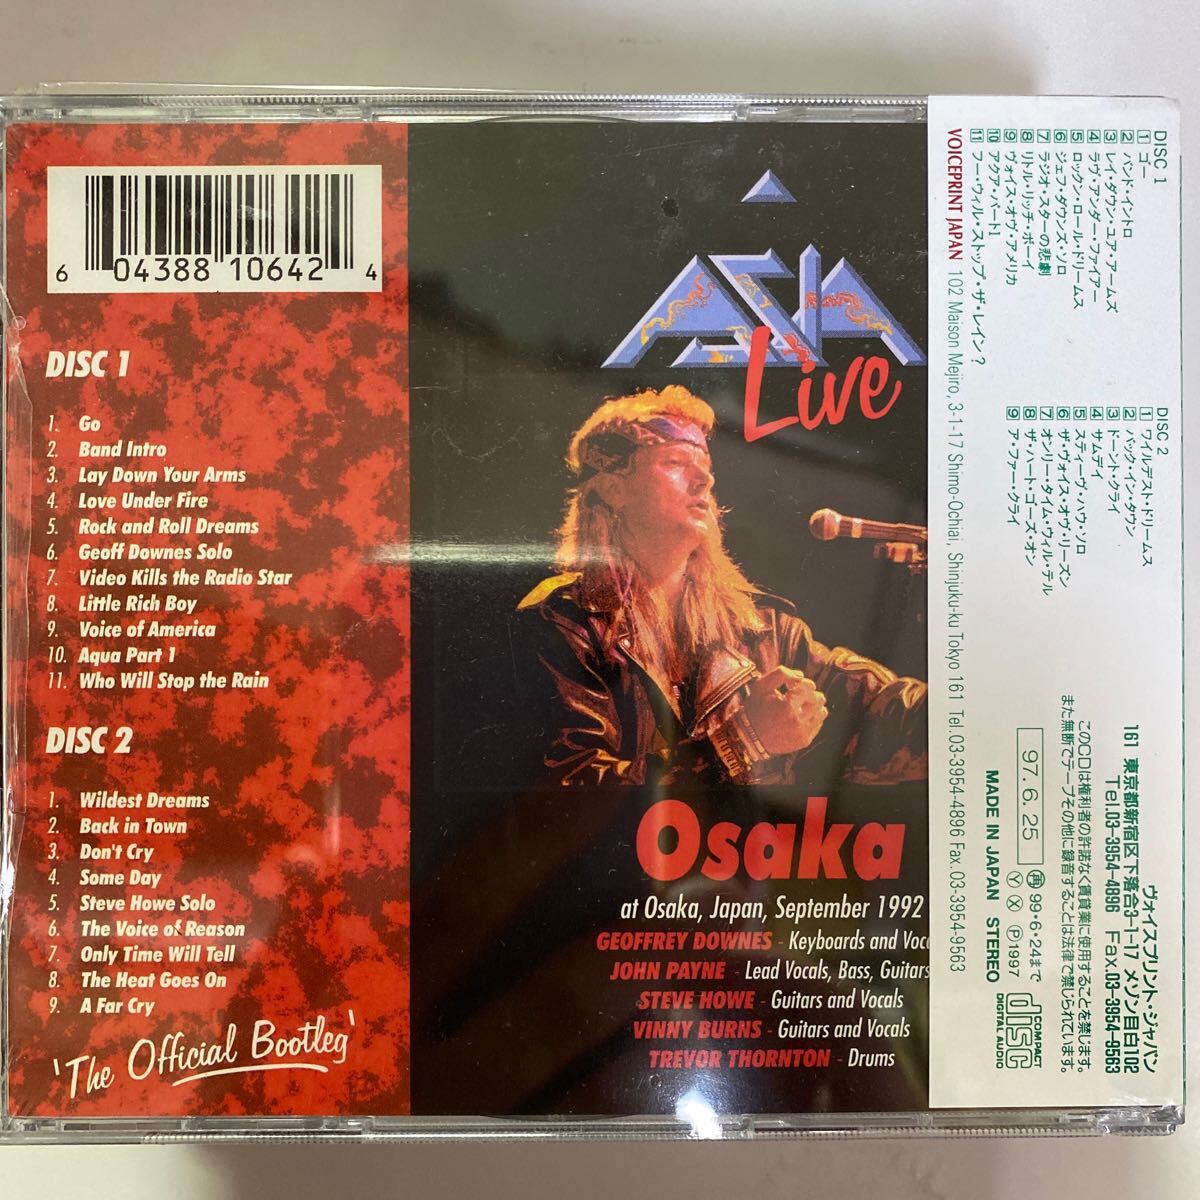 6 04388 10642 4
DISC 1
1. Go
2. Band Intro
3. Lay Down Your Arms
4. Love Under Fire
5. Rock and Roll Dreams
6. Geoff Downes Solo
7. Video Kills the Radio Star
8. Little Rich Boy
9. Voice of America
10. Aqua Part 1
11. Who Will Stop the Rain
DISC 2
1. Wildest Dreams
2. Back in Town
3. Don't Cry
4. Some Day
5. Steve Howe Solo
6. The Voice of Reason
7. Only Time Will Tell
8. The Heat Goes On
9. A Far Cry
'The Official Bootleg'
ASIA
Live
Osaka
at Osaka, Japan, September 1992
GEOFFREY DOWNES - Keyboards and Voc
JOHN PAYNE - Lead Vocals, Bass, Guitars
STEVE HOWE - Guitars and Vocals
VINNY BURNS - Guitars and Vocals
TREVOR THORNTON - Drums
DISC 1
1 ゴー
2 バンド・イントロ
3 レイ・ダウン・ユア・アームズ
4 ラヴ・アンダー・ファイアー
5 ロックン・ロール・ドリームス
6 ジェフ・ダウンズ・ソロ
7 ラジオ・スターの悲劇
8 リトル・リッチ・ボーイ
9 ヴォイス・オヴ・アメリカ
10 アクア・パート1
11 フー・ウィル・ストップ・ザ・レイン?
DISC 2
1 ワイルデスト・ドリームス
2 バック・イン・タウン
3 ドーント・クライ
4 サムデイ
5 スティーヴ・ハウ・ソロ
6 ザ・ヴォイス・オヴ・リーズン
7 オンリー・タイム・ウィル・テル
8 ザ・ハート・ゴーズ・オン
9 ア・ファー・クライ
VOICEPRINT JAPAN 102 Maison Mejiro, 3-1-17 Shimo-Ochiai, Shinjuku-ku Tokyo 161 Tel.03-3954-4896 Fax.03-3954-9563
ヴォイスプリント・ジャパン
161 東京都新宿区下落合3-1-17 メゾン目白102
Tel.03-3954-4896 Fax.03-3954-9563
このCDは権利者の許諾なく賃貸業に使用することを禁じます。
また無断でテープその他に録音することは法律で禁じられています。
97.6.25
再 99・6・24まで
Y X P 1997
MADE IN JAPAN STEREO
COMPACT
disc
DIGITAL AUDIO